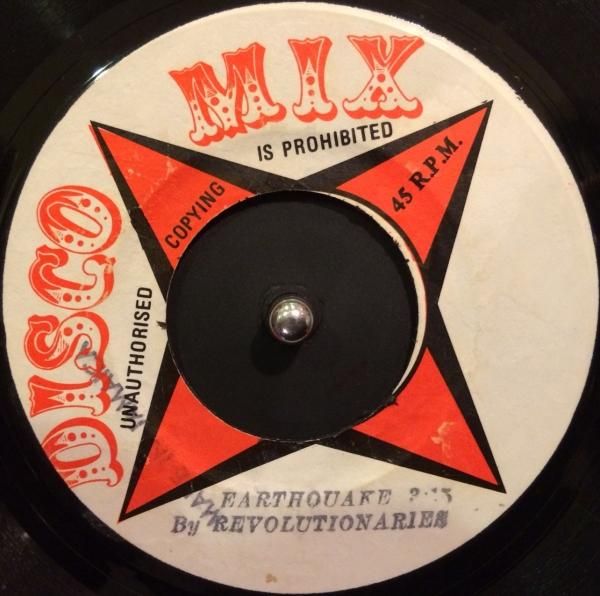 DISCO MIX
UNAUTHORISED COPYING IS PROHIBITED
45 R.P.M.
EARTHQUAKE
By REVOLUTIONARIES